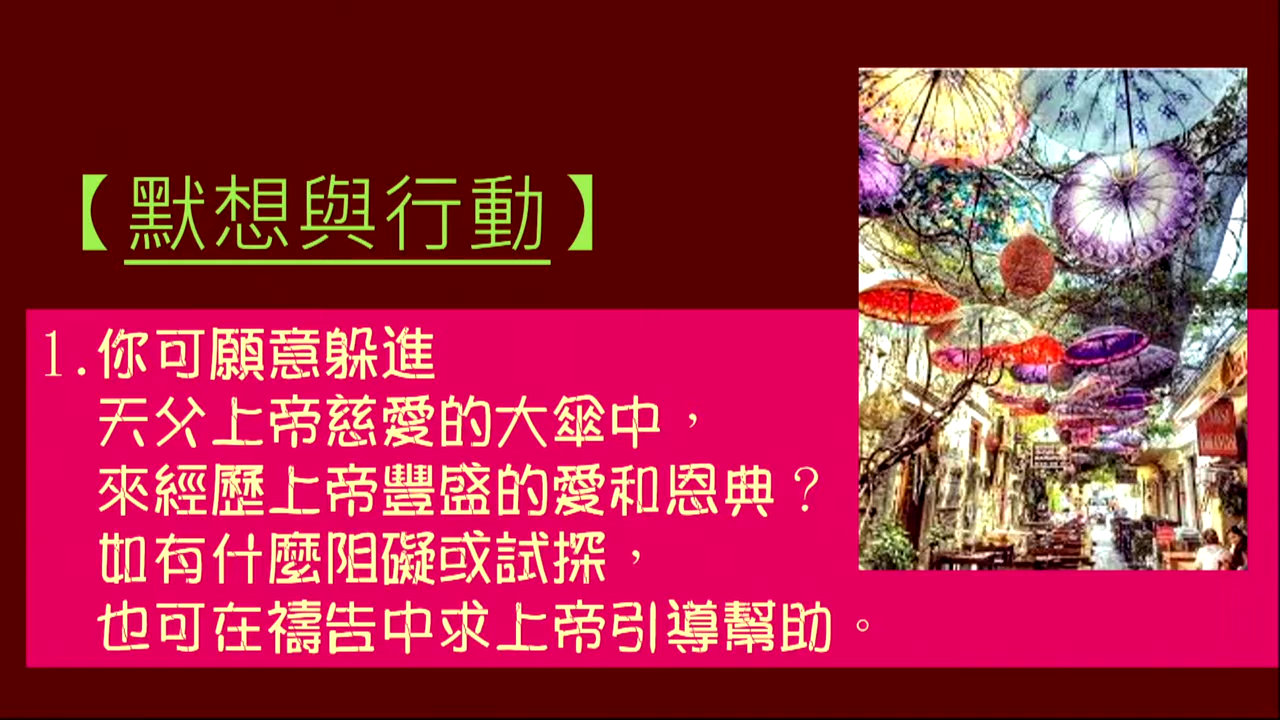 【默想與行動】
1.你可願意躲進
天父上帝慈愛的大傘中，
來經歷上帝豐盛的愛和恩典？
如有什麼阻礙或試探，
也可在禱告中求上帝引導幫助。